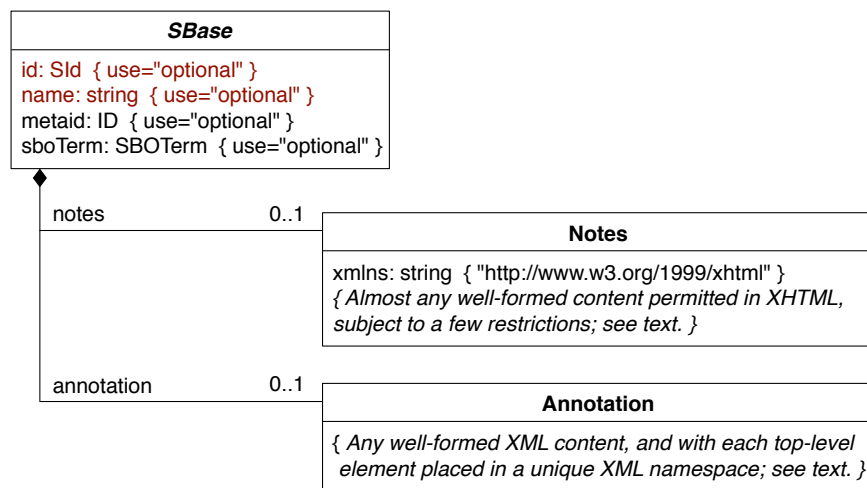 SBase
id: SId { use="optional" }
name: string { use="optional" }
metaid: ID { use="optional" }
sboTerm: SBOTerm { use="optional" }
notes 0..1
Notes
xmlns: string { "http://www.w3.org/1999/xhtml" }
{ Almost any well-formed content permitted in XHTML,
subject to a few restrictions; see text. }
annotation 0..1
Annotation
{ Any well-formed XML content, and with each top-level
element placed in a unique XML namespace; see text. }